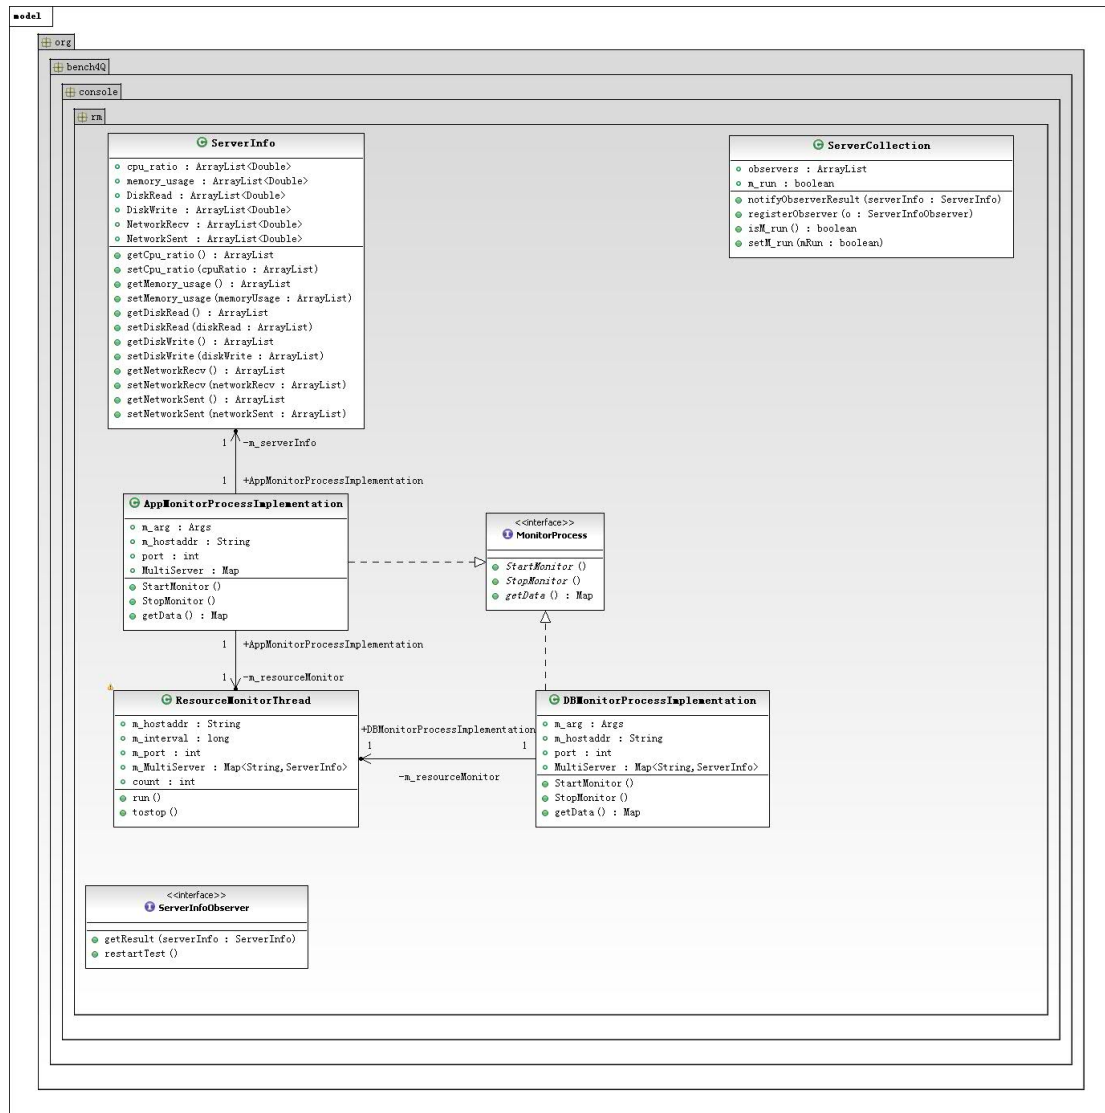 model
org
bench4Q
console
rm
ServerInfo
cpu_ratio : ArrayList<Double>
memory_usage : ArrayList<Double>
DiskRead : ArrayList<Double>
DiskWrite : ArrayList<Double>
NetworkRecv : ArrayList<Double>
NetworkSent : ArrayList<Double>
getCpu_ratio () : ArrayList
setCpu_ratio (cpuRatio : ArrayList)
getMemory_usage () : ArrayList
setMemory_usage (memoryUsage : ArrayList)
getDiskRead () : ArrayList
setDiskRead (diskRead : ArrayList)
getDiskWrite () : ArrayList
setDiskWrite (diskWrite : ArrayList)
getNetworkRecv () : ArrayList
setNetworkRecv (networkRecv : ArrayList)
getNetworkSent () : ArrayList
setNetworkSent (networkSent : ArrayList)
ServerCollection
observers : ArrayList
m_run : boolean
notifyObserverResult (serverInfo : ServerInfo)
registerObserver (o : ServerInfoObserver)
isM_run () : boolean
setM_run (mRun : boolean)
1 -m_serverInfo
1 +AppMonitorProcessImplementation
AppMonitorProcessImplementation
m_arg : Args
m_hostaddr : String
port : int
MultiServer : Map
StartMonitor ()
StopMonitor ()
getData () : Map
<<interface>>
MonitorProcess
StartMonitor ()
StopMonitor ()
getData () : Map
1 +AppMonitorProcessImplementation
1 -m_resourceMonitor
ResourceMonitorThread
m_hostaddr : String
m_interval : long
m_port : int
m_MultiServer : Map<String,ServerInfo>
count : int
run ()
tostop ()
+DBMonitorProcessImplementation
1 1
-m_resourceMonitor
DBMonitorProcessImplementation
m_arg : Args
m_hostaddr : String
port : int
MultiServer : Map<String,ServerInfo>
StartMonitor ()
StopMonitor ()
getData () : Map
<<interface>>
ServerInfoObserver
getResult (serverInfo : ServerInfo)
restartTest ()